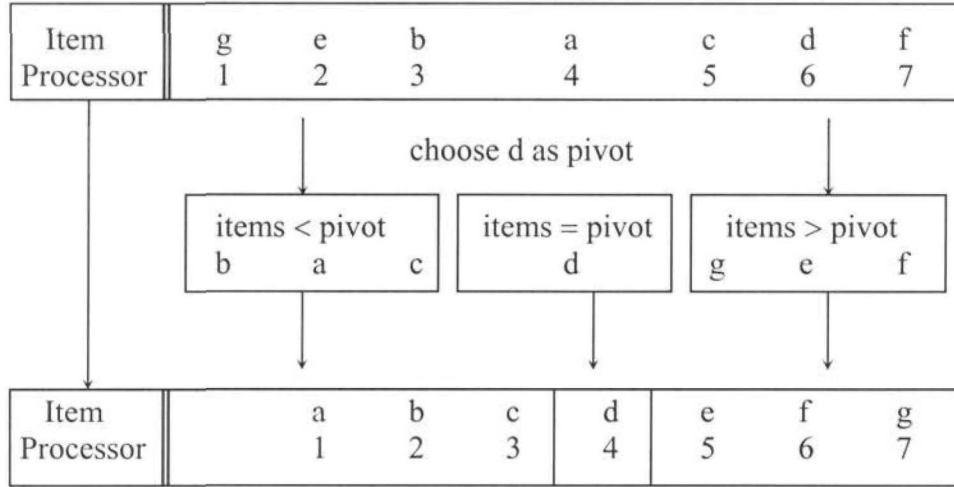 Item g e b a c d f
Processor 1 2 3 4 5 6 7
choose d as pivot
items < pivot items = pivot items > pivot
b a c d g e f
Item a b c d e f g
Processor 1 2 3 4 5 6 7